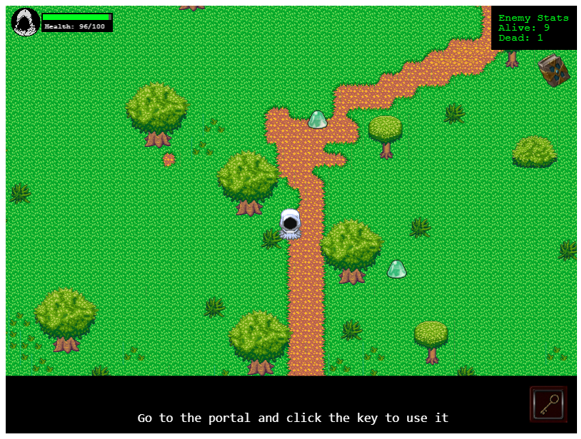 Health: 96/100
Enemy Stats
Alive: 9
Dead: 1
Go to the portal and click the key to use it